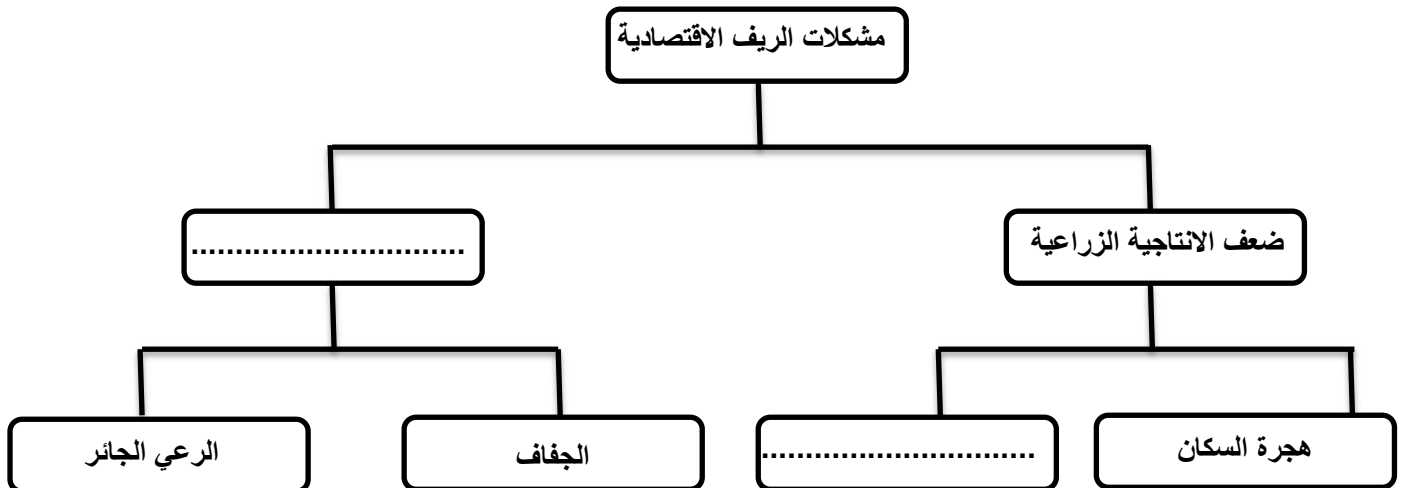 مشكلات الريف الاقتصادية
ضعف الانتاجية الزراعية
..............................
هجرة السكان
..............................
الجفاف
الرعي الجائر